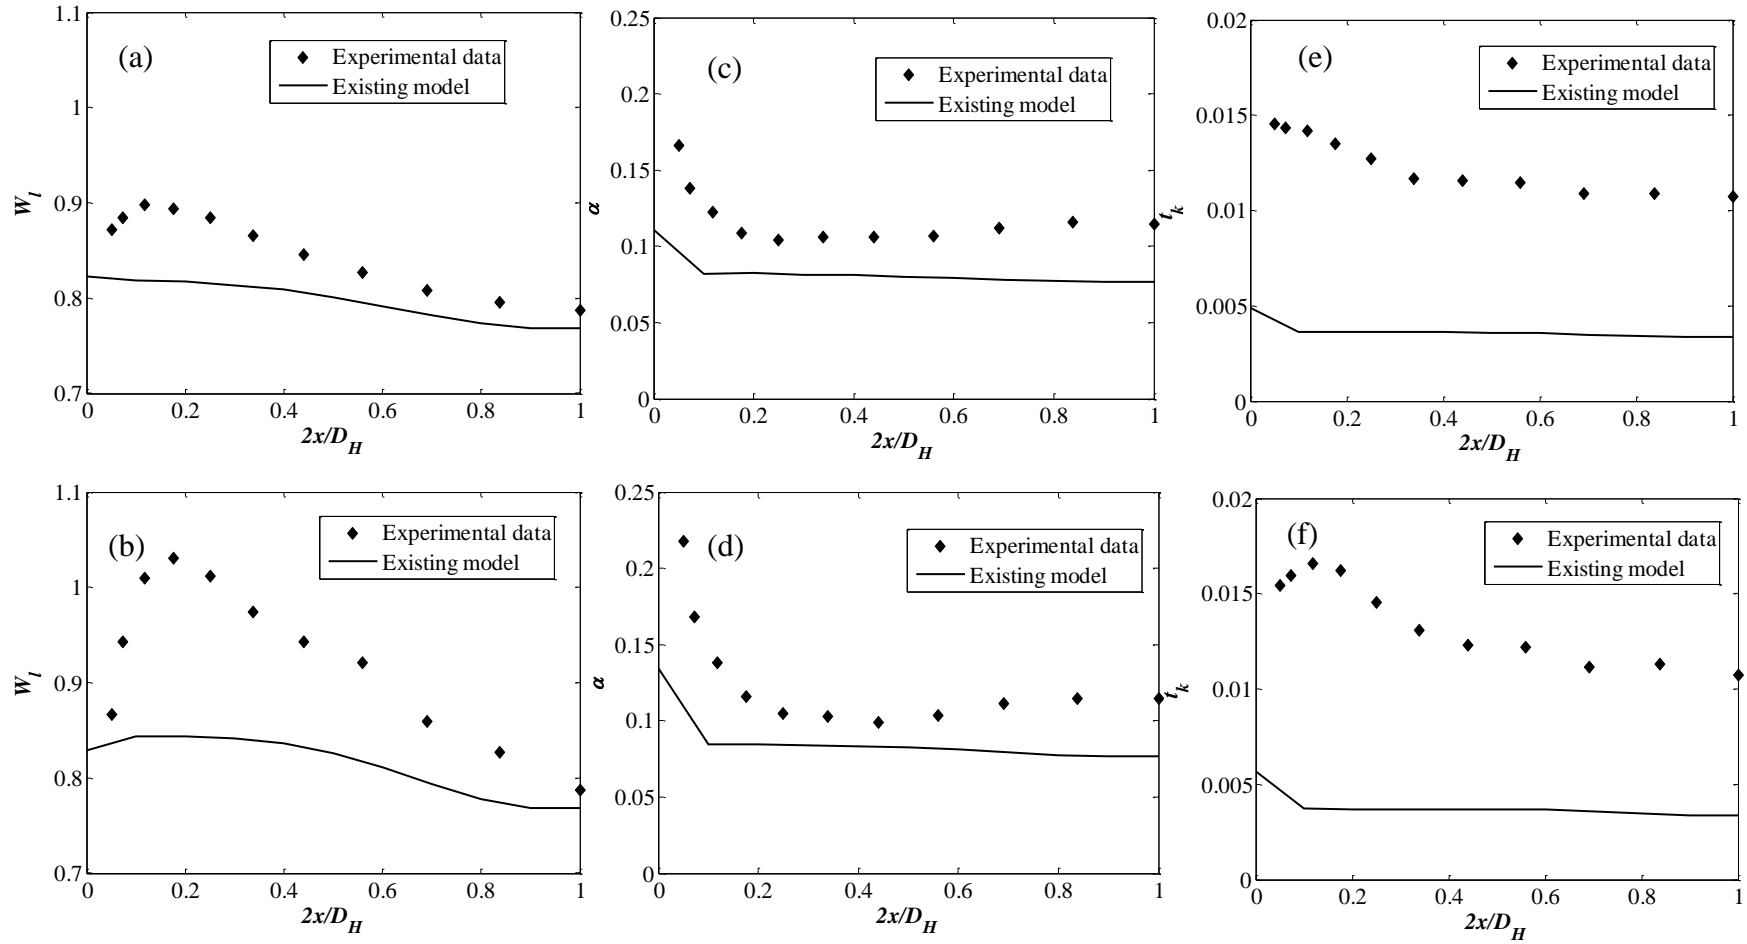 (a)
Experimental data
Existing model
1.1
1
0.9
0.8
0.7
W_l
0 0.2 0.4 0.6 0.8 1
2x/D_H
(c)
Experimental data
Existing model
0.25
0.2
0.15
0.1
0.05
0
α
0 0.2 0.4 0.6 0.8 1
2x/D_H
(e)
Experimental data
Existing model
0.02
0.015
0.01
0.005
0
t_k
0 0.2 0.4 0.6 0.8 1
2x/D_H
(b)
Experimental data
Existing model
1.1
1
0.9
0.8
0.7
W_l
0 0.2 0.4 0.6 0.8 1
2x/D_H
(d)
Experimental data
Existing model
0.25
0.2
0.15
0.1
0.05
0
α
0 0.2 0.4 0.6 0.8 1
2x/D_H
(f)
Experimental data
Existing model
0.02
0.015
0.01
0.005
0
t_k
0 0.2 0.4 0.6 0.8 1
2x/D_H